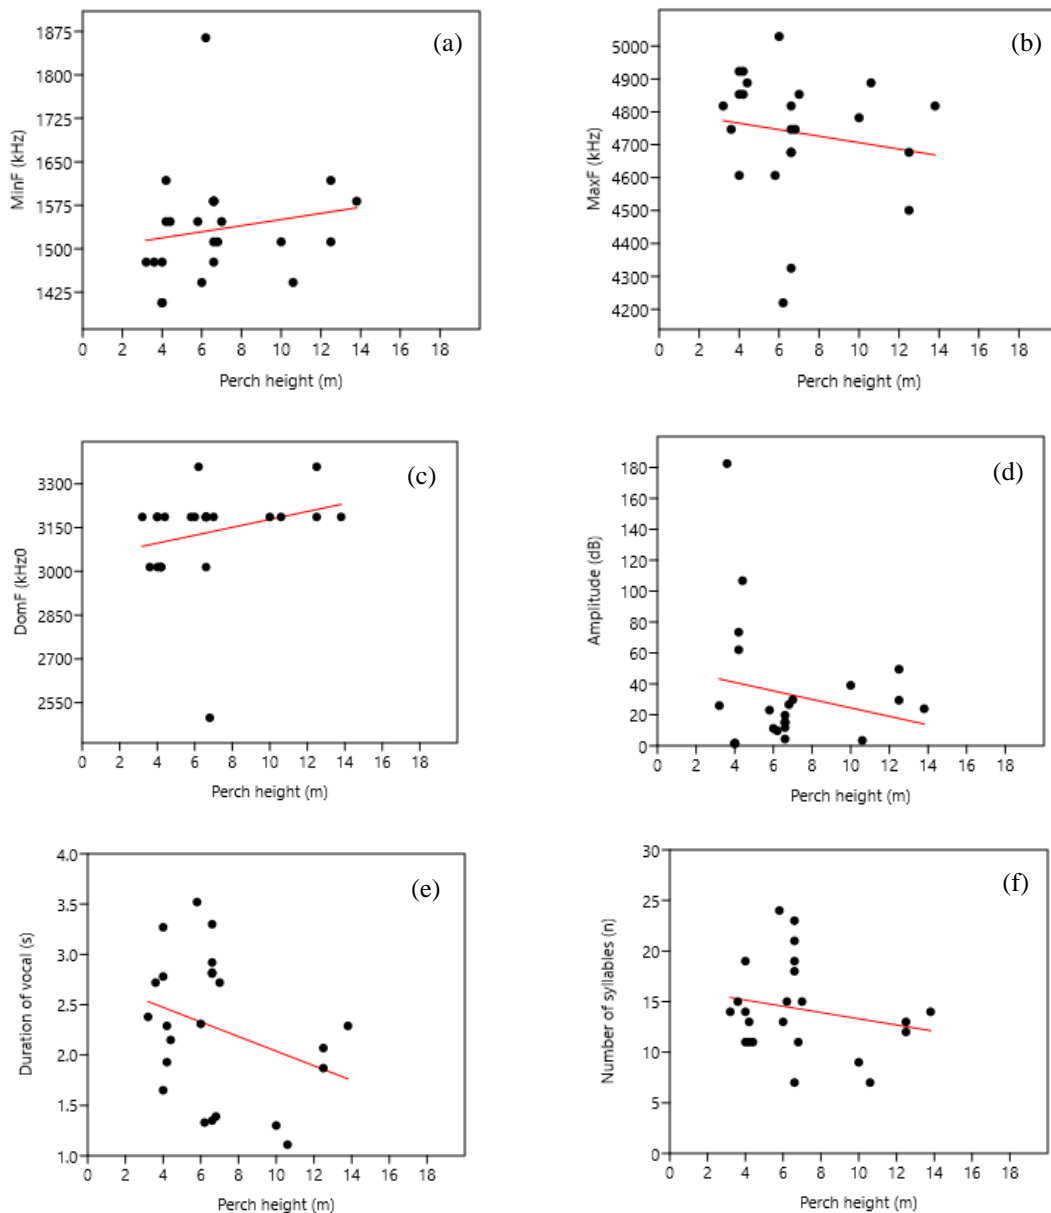 (a)
MinF (kHz)
1875
1800
1725
1650
1575
1500
1425
0 2 4 6 8 10 12 14 16 18
Perch height (m)
(b)
MaxF (kHz)
5000
4900
4800
4700
4600
4500
4400
4300
4200
0 2 4 6 8 10 12 14 16 18
Perch height (m)
(c)
DomF (kHz0
3300
3150
3000
2850
2700
2550
0 2 4 6 8 10 12 14 16 18
Perch height (m)
(d)
Amplitude (dB)
180
160
140
120
100
80
60
40
20
0
0 2 4 6 8 10 12 14 16 18
Perch height (m)
(e)
Duration of vocal (s)
4.0
3.5
3.0
2.5
2.0
1.5
1.0
0 2 4 6 8 10 12 14 16 18
Perch height (m)
(f)
Number of syllables (n)
30
25
20
15
10
5
0
0 2 4 6 8 10 12 14 16 18
Perch height (m)